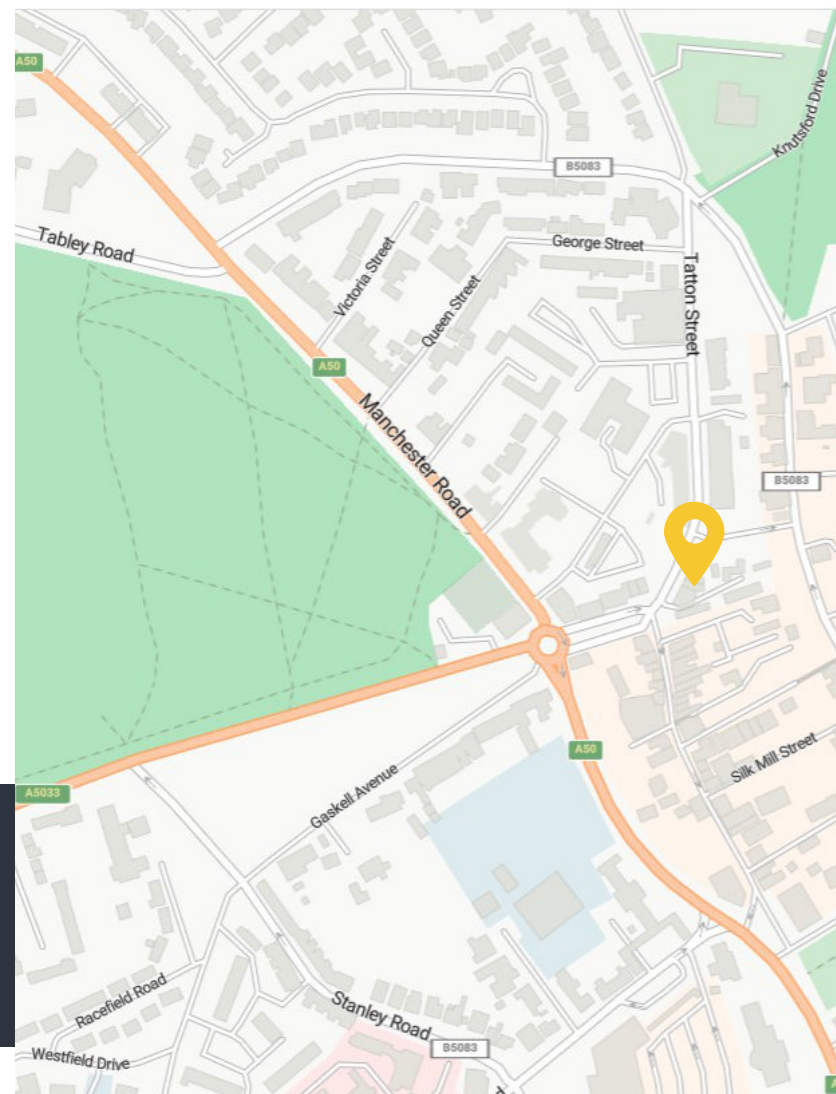 A50
Knutsford Drive
B5083
Tabley Road
George Street
Victoria Street
Tatton Street
Queen Street
A50
Manchester Road
B5083
A50
Silk Mill Street
A5033
Gaskell Avenue
Racefield Road
Stanley Road
B5083
Westfield Drive